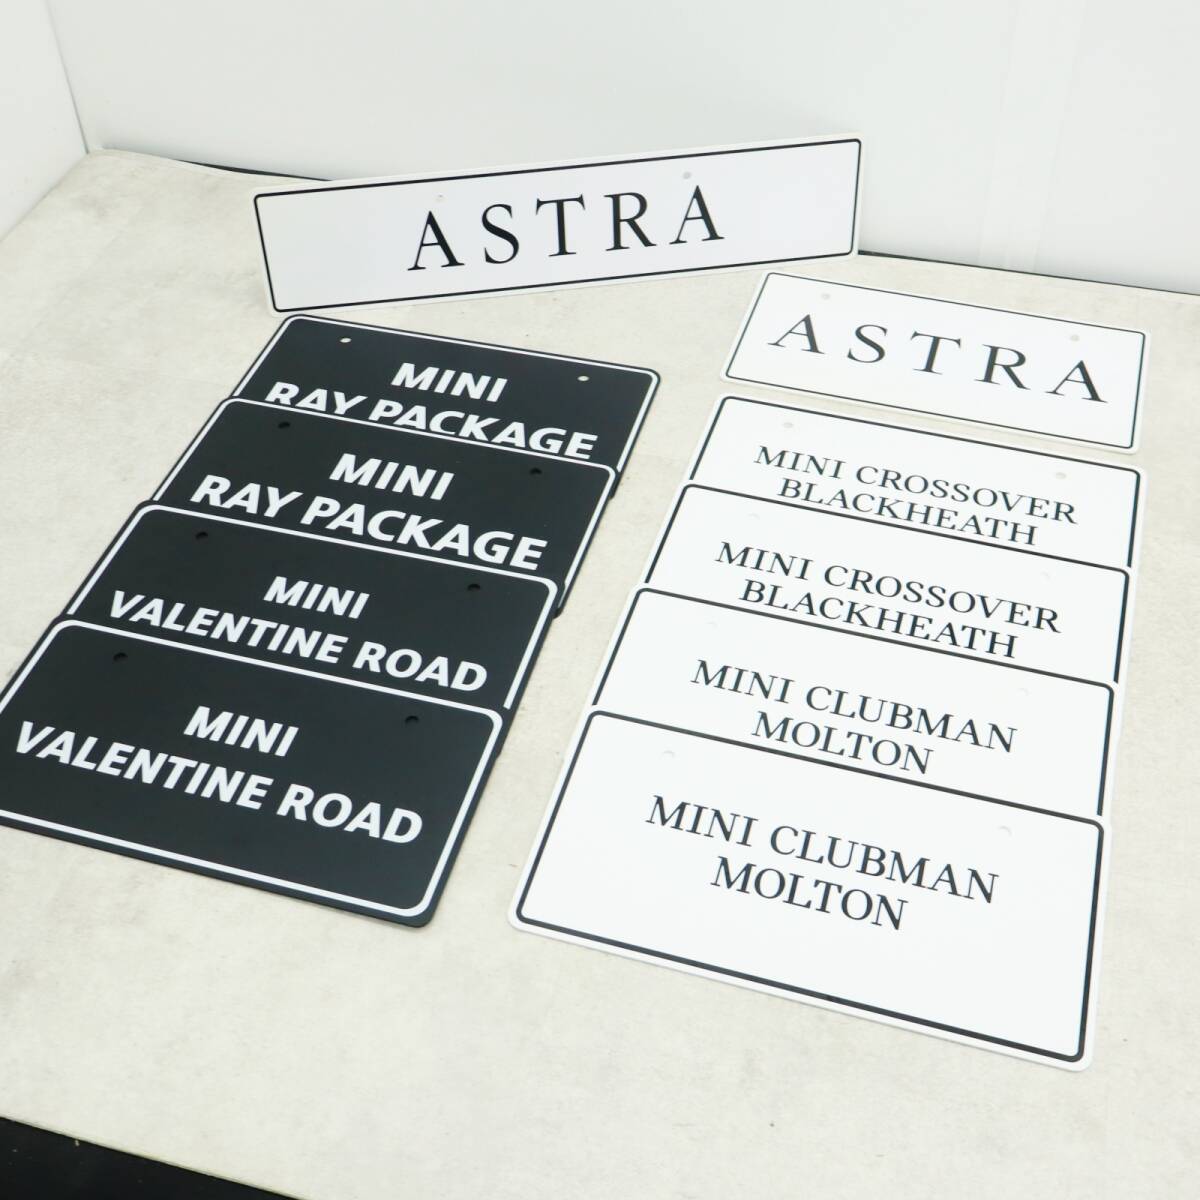 ASTRA
MINI
RAY PACKAGE
MINI
RAY PACKAGE
MINI
VALENTINE ROAD
MINI
VALENTINE ROAD
ASTRA
MINI CROSSOVER
BLACKHEATH
MINI CROSSOVER
BLACKHEATH
MINI CLUBMAN
MOLTON
MINI CLUBMAN
MOLTON